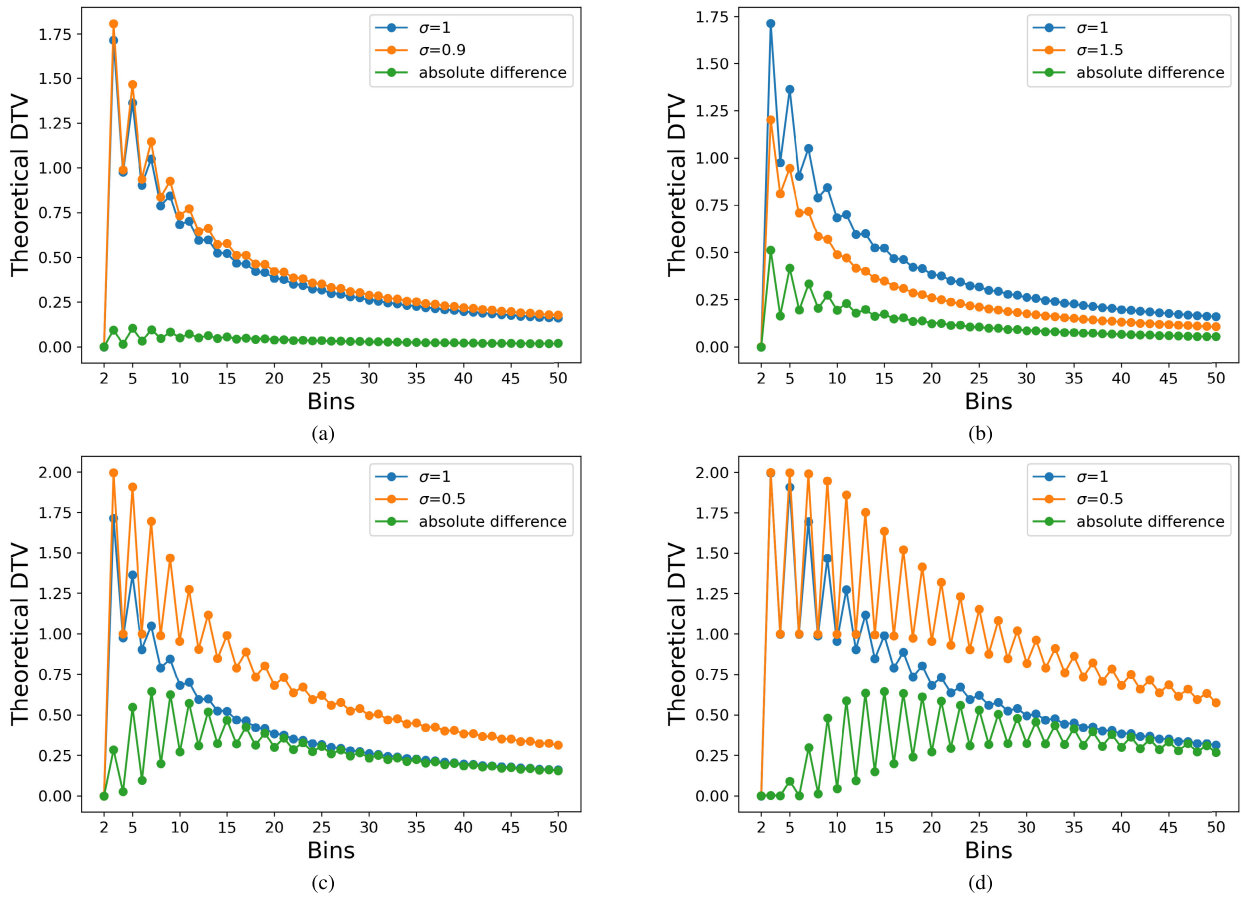 Theoretical DTV
1.75
1.50
1.25
1.00
0.75
0.50
0.25
0.00
σ=1
σ=0.9
absolute difference
2 5 10 15 20 25 30 35 40 45 50
Bins
(a)
Theoretical DTV
1.75
1.50
1.25
1.00
0.75
0.50
0.25
0.00
σ=1
σ=1.5
absolute difference
2 5 10 15 20 25 30 35 40 45 50
Bins
(b)
Theoretical DTV
2.00
1.75
1.50
1.25
1.00
0.75
0.50
0.25
0.00
σ=1
σ=0.5
absolute difference
2 5 10 15 20 25 30 35 40 45 50
Bins
(c)
Theoretical DTV
2.00
1.75
1.50
1.25
1.00
0.75
0.50
0.25
0.00
σ=1
σ=0.5
absolute difference
2 5 10 15 20 25 30 35 40 45 50
Bins
(d)